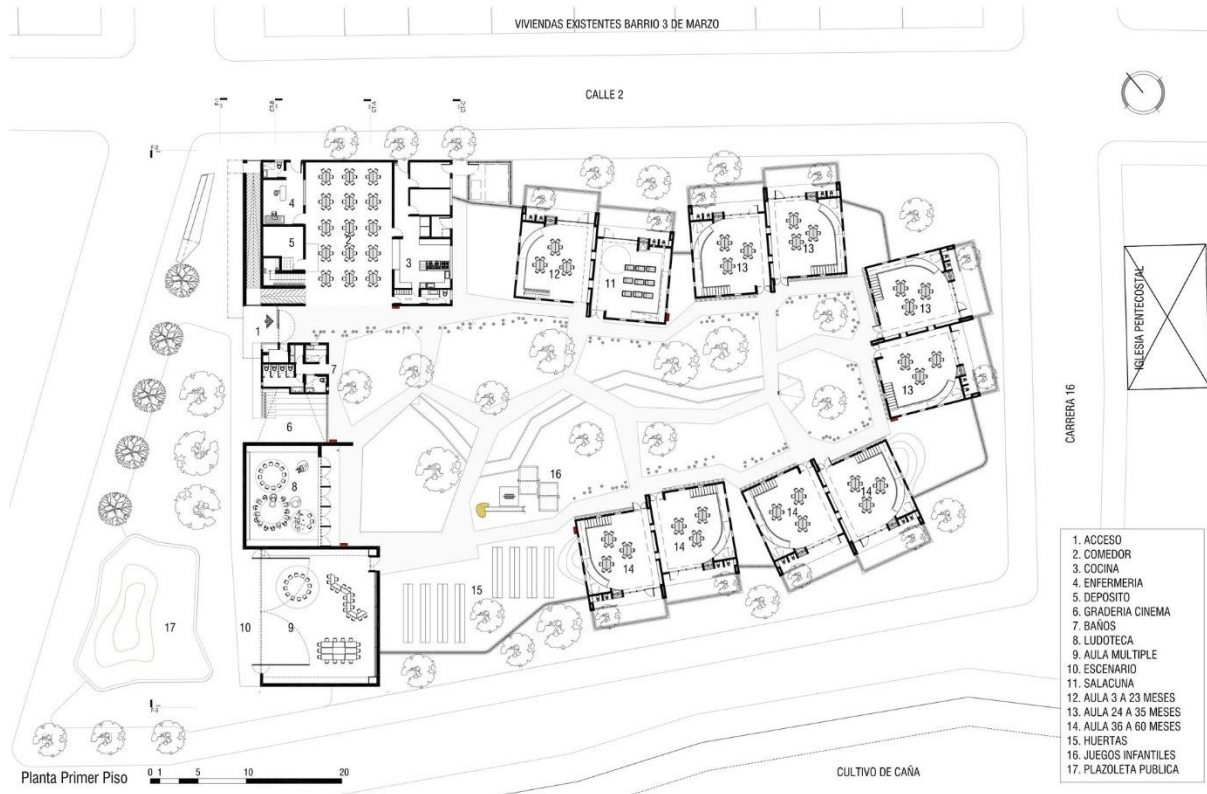 VIVIENDAS EXISTENTES BARRIO 3 DE MARZO
CALLE 2
CT-B
CT-A
CT-C
F-2
4
2
5
3
12
11
13
13
13
13
1
7
6
8
16
14
14
14
14
15
17
10
9
IGLESIA PENTECOSTAL
CARRERA 16
1. ACCESO
2. COMEDOR
3. COCINA
4. ENFERMERIA
5. DEPOSITO
6. GRADERIA CINEMA
7. BAÑOS
8. LUDOTECA
9. AULA MULTIPLE
10. ESCENARIO
11. SALACUNA
12. AULA 3 A 23 MESES
13. AULA 24 A 35 MESES
14. AULA 36 A 60 MESES
15. HUERTAS
16. JUEGOS INFANTILES
17. PLAZOLETA PUBLICA
Planta Primer Piso
0 1 5 10 20
CULTIVO DE CAÑA